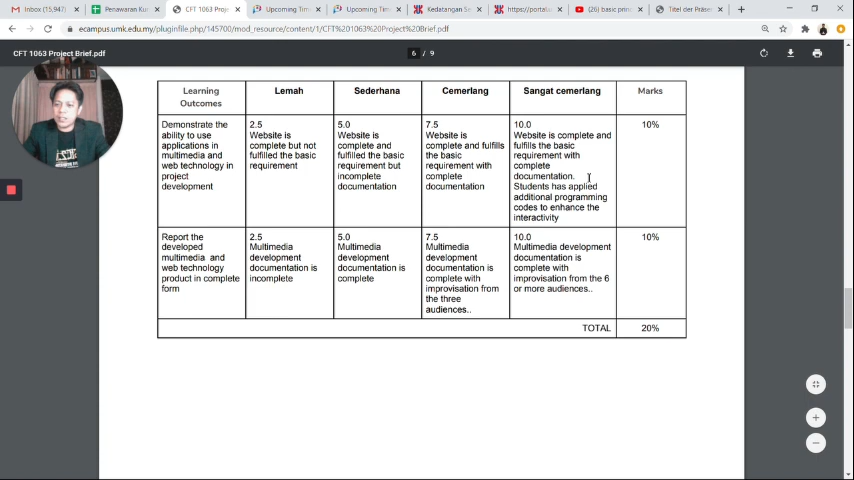 Inbox (15,947)
Penawaran Kur
CFT 1063 Proj
Upcoming Tim
Upcoming Tim
Kedatangan Se
https://portalu
(26) basic prin
Titel der Präse
ecampus.umk.edu.my/pluginfile.php/145700/mod_resource/content/1/CFT%201063%20Project%20Brief.pdf
CFT 1063 Project Brief.pdf
6 / 9
Learning
Outcomes
Lemah
Sederhana
Cemerlang
Sangat cemerlang
Marks
Demonstrate the
ability to use
applications in
multimedia and
web technology in
project
development
2.5
Website is
complete but not
fulfilled the basic
requirement
5.0
Website is
complete and
fulfilled the basic
requirement but
incomplete
documentation
7.5
Website is
complete and fulfills
the basic
requirement with
complete
documentation
10.0
Website is complete and
fulfills the basic
requirement with
complete
documentation.
Students has applied
additional programming
codes to enhance the
interactivity
10%
Report the
developed
multimedia and
web technology
product in complete
form
2.5
Multimedia
development
documentation is
incomplete
5.0
Multimedia
development
documentation is
complete
7.5
Multimedia
development
documentation is
complete with
improvisation from
the three
audiences..
10.0
Multimedia development
documentation is
complete with
improvisation from the 6
or more audiences..
10%
TOTAL
20%